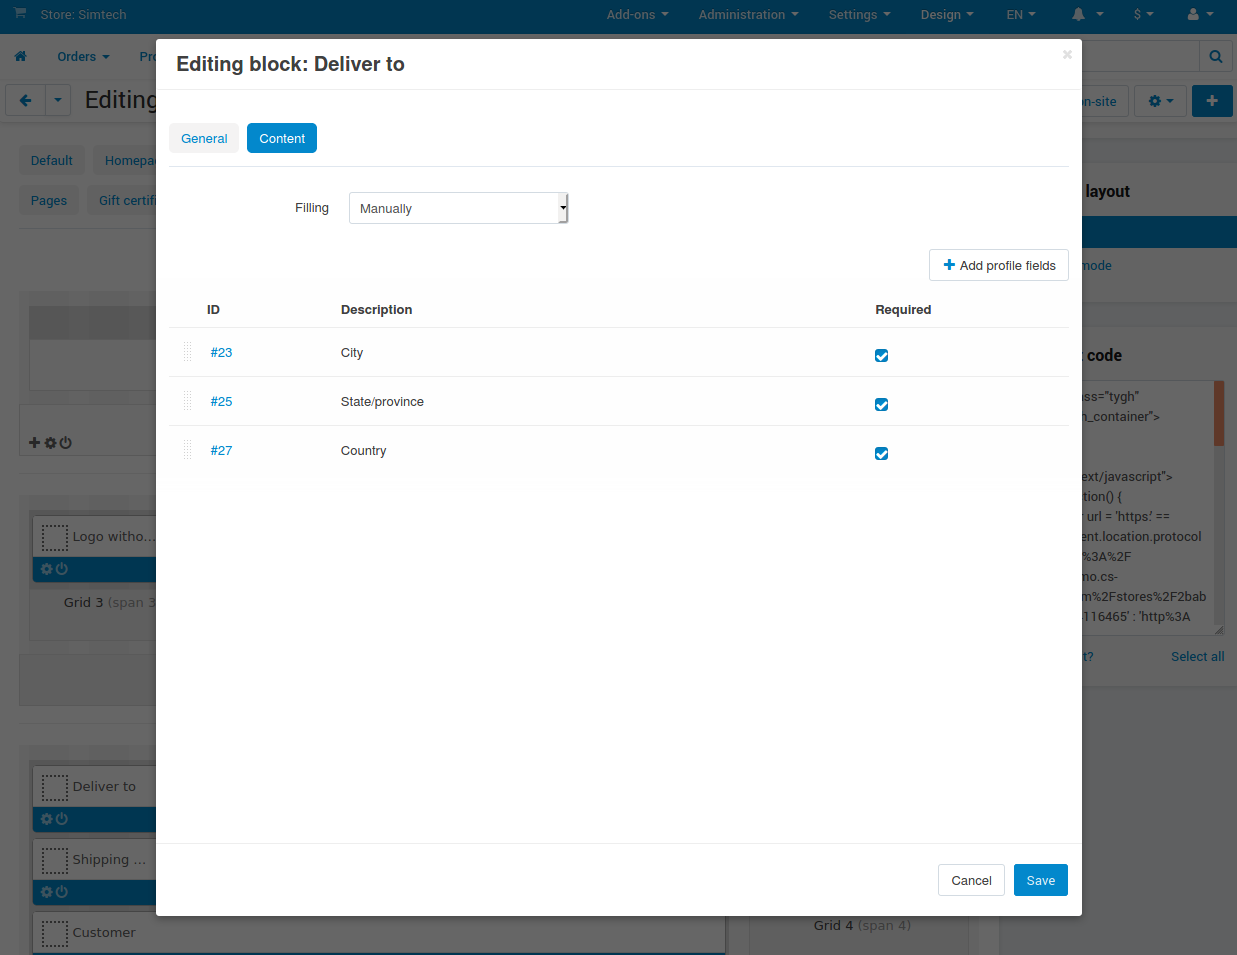 Store: Simtech
Add-ons
Administration
Settings
Design
EN
$
Orders
Editing
n-site
Default
Pages
Gift certifi
layout
mode
code
ss="tygh"
_container">
ext/javascript">
tion() {
url = 'https:' ==
ent.location.protocol
%3A%2F
mo.cs-
m%2Fstores%2F2bab
116465' : 'http%3A
t?
Select all
Logo witho...
Grid 3 (span 3
Deliver to
Shipping ...
Customer
Grid 4 (span 4)
Editing block: Deliver to
×
General
Content
Filling
Manually
Add profile fields
ID Description Required
#23 City
#25 State/province
#27 Country
Cancel
Save